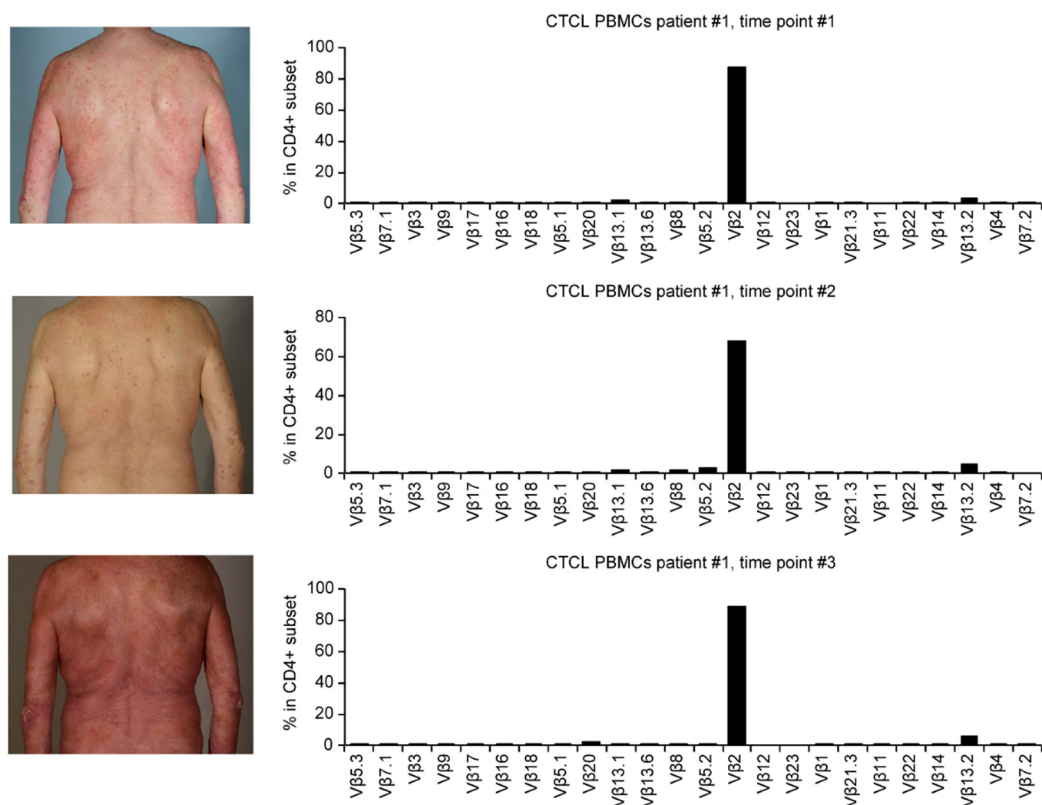 CTCL PBMCs patient #1, time point #1
% in CD4+ subset
100
80
60
40
20
0
Vβ5.3
Vβ7.1
Vβ3
Vβ9
Vβ17
Vβ16
Vβ18
Vβ5.1
Vβ20
Vβ13.1
Vβ13.6
Vβ8
Vβ5.2
Vβ2
Vβ12
Vβ23
Vβ1
Vβ21.3
Vβ11
Vβ22
Vβ14
Vβ13.2
Vβ4
Vβ7.2
CTCL PBMCs patient #1, time point #2
% in CD4+ subset
80
60
40
20
0
Vβ5.3
Vβ7.1
Vβ3
Vβ9
Vβ17
Vβ16
Vβ18
Vβ5.1
Vβ20
Vβ13.1
Vβ13.6
Vβ8
Vβ5.2
Vβ2
Vβ12
Vβ23
Vβ1
Vβ21.3
Vβ11
Vβ22
Vβ14
Vβ13.2
Vβ4
Vβ7.2
CTCL PBMCs patient #1, time point #3
% in CD4+ subset
100
80
60
40
20
0
Vβ5.3
Vβ7.1
Vβ3
Vβ9
Vβ17
Vβ16
Vβ18
Vβ5.1
Vβ20
Vβ13.1
Vβ13.6
Vβ8
Vβ5.2
Vβ2
Vβ12
Vβ23
Vβ1
Vβ21.3
Vβ11
Vβ22
Vβ14
Vβ13.2
Vβ4
Vβ7.2